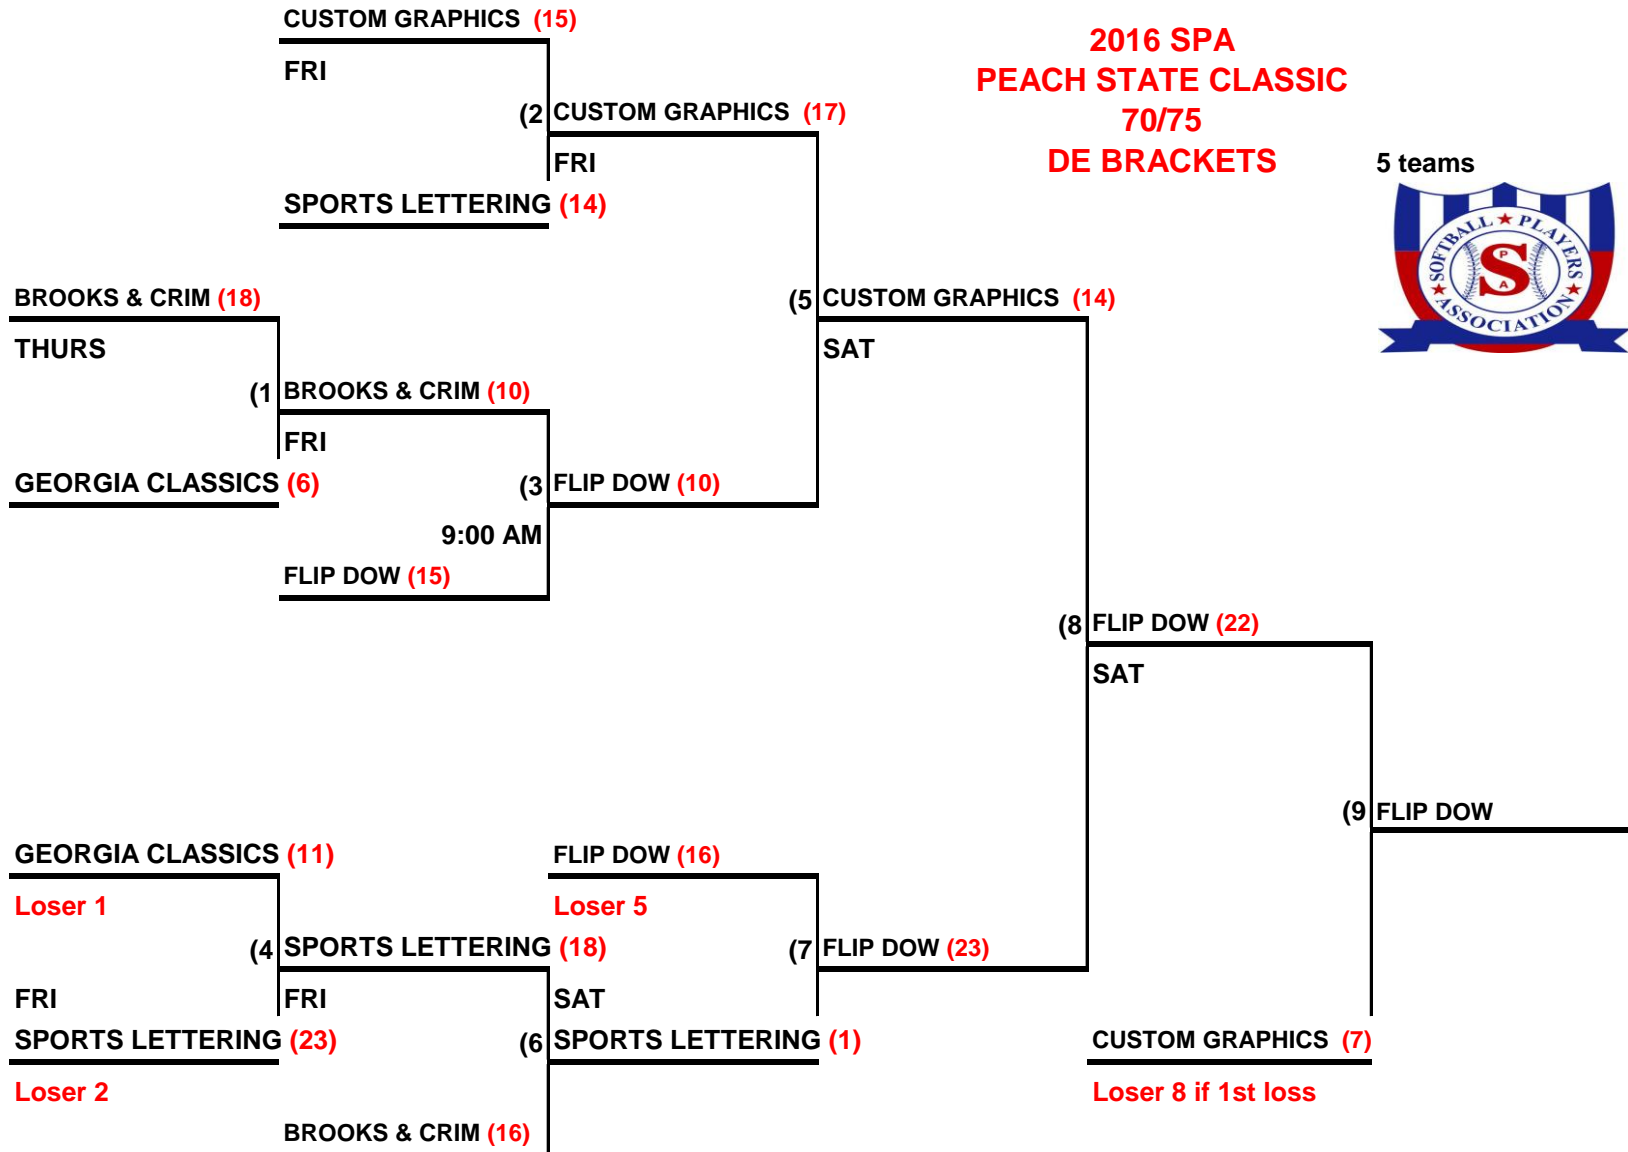 CUSTOM GRAPHICS (15)
FRI
2016 SPA
PEACH STATE CLASSIC
70/75
DE BRACKETS
5 teams
(2 CUSTOM GRAPHICS (17)
FRI
SPORTS LETTERING (14)
SOFTBALL ★ PLAYERS ★ ASSOCIATION ★
S
P
A
BROOKS & CRIM (18)
THURS
(5 CUSTOM GRAPHICS (14)
SAT
(1 BROOKS & CRIM (10)
FRI
GEORGIA CLASSICS (6)
(3 FLIP DOW (10)
9:00 AM
FLIP DOW (15)
(8 FLIP DOW (22)
SAT
(9 FLIP DOW
GEORGIA CLASSICS (11)
Loser 1
FLIP DOW (16)
Loser 5
(4 SPORTS LETTERING (18)
(7 FLIP DOW (23)
FRI
FRI
SAT
SPORTS LETTERING (23)
Loser 2
(6 SPORTS LETTERING (1)
CUSTOM GRAPHICS (7)
Loser 8 if 1st loss
BROOKS & CRIM (16)